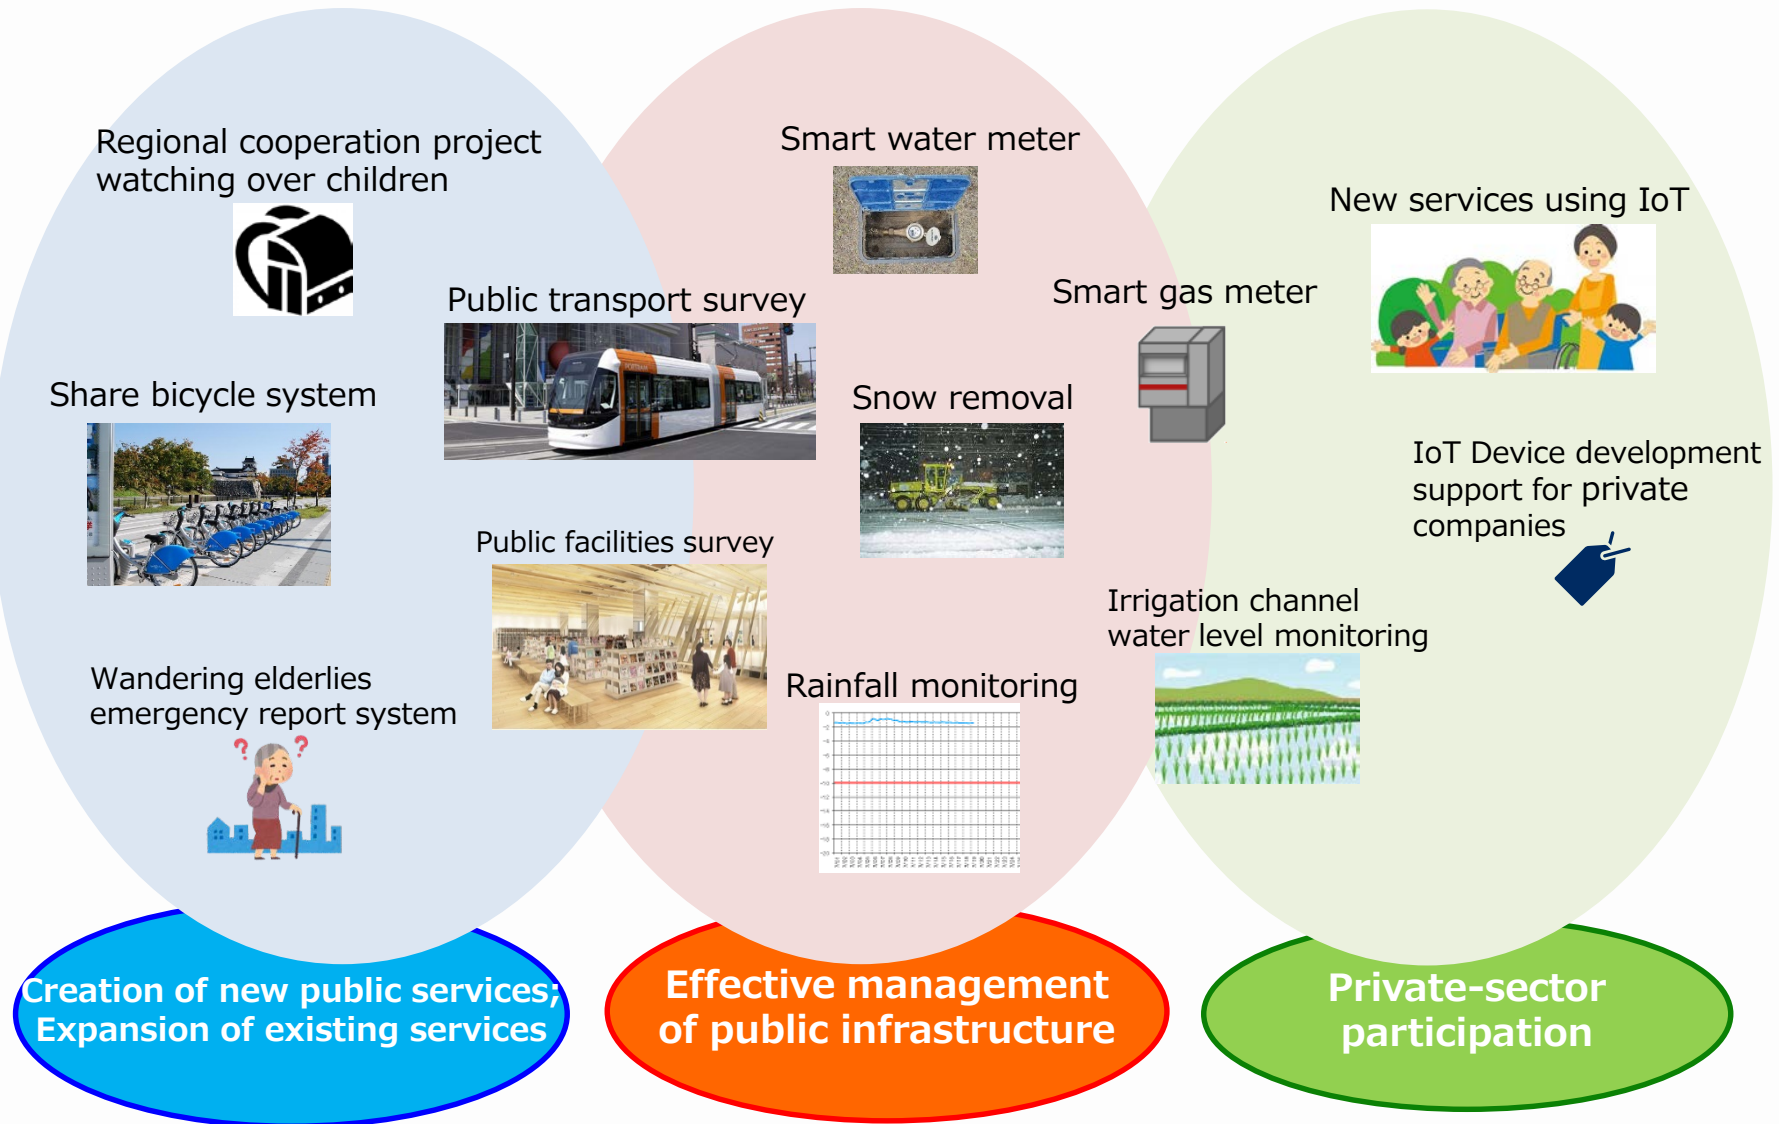 Regional cooperation project
watching over children
Public transport survey
Share bicycle system
Public facilities survey
Wandering elderlies
emergency report system
? ?
Smart water meter
Smart gas meter
Snow removal
Rainfall monitoring
New services using IoT
IoT Device development
support for private
companies
Irrigation channel
water level monitoring
Creation of new public services;
Expansion of existing services
Effective management
of public infrastructure
Private-sector
participation